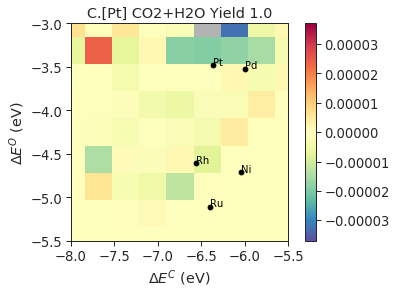 C.[Pt] CO2+H2O Yield 1.0
−3.0
−3.5
−4.0
−4.5
−5.0
−5.5
ΔE^O (eV)
Pt
Pd
Rh
Ni
Ru
−8.0 −7.5 −7.0 −6.5 −6.0 −5.5
ΔE^C (eV)
0.00003
0.00002
0.00001
0.00000
−0.00001
−0.00002
−0.00003